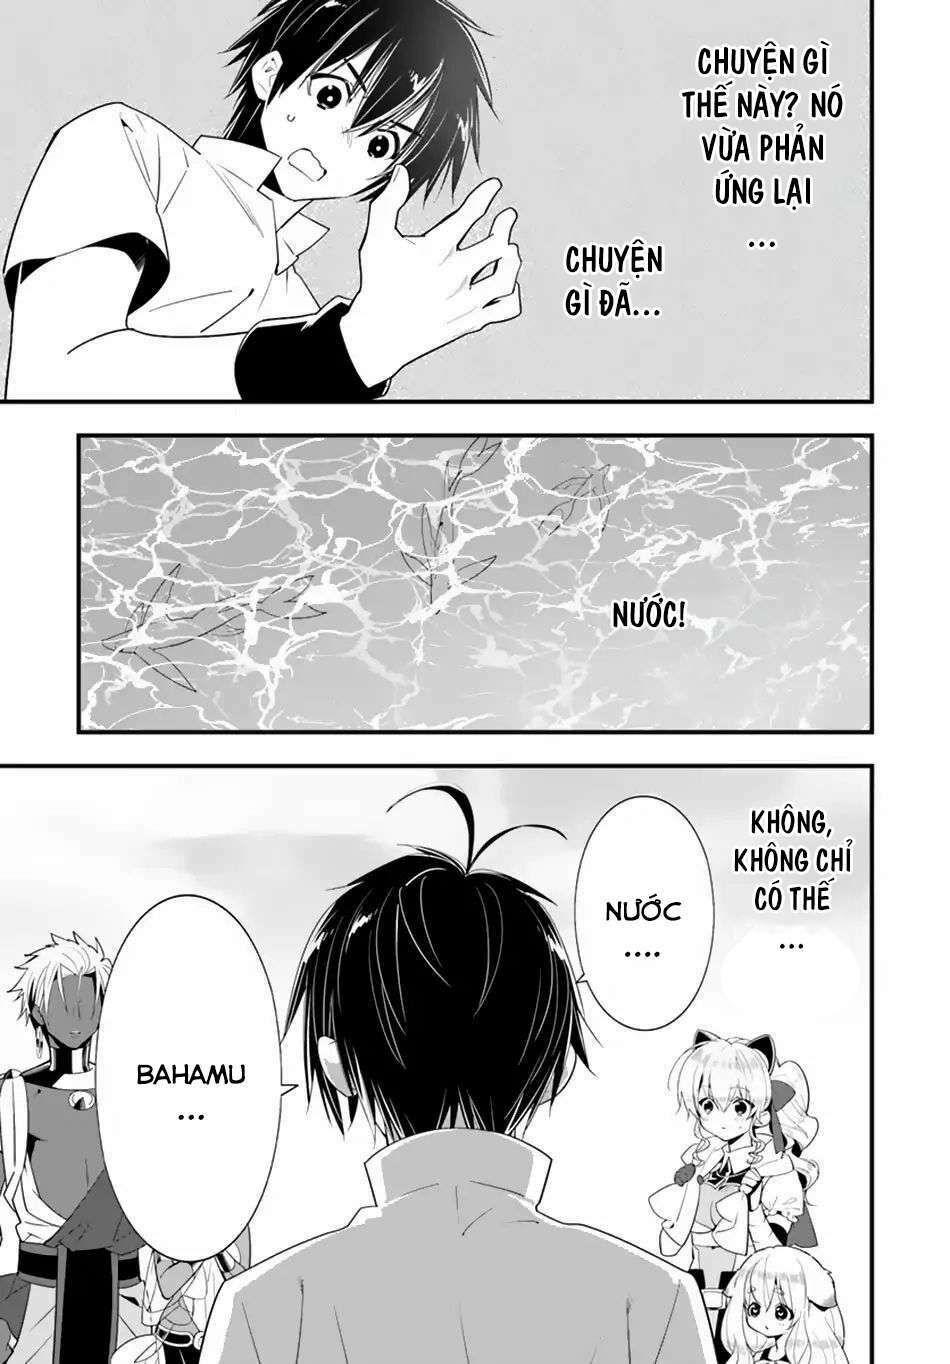 CHUYỆN GÌ
THẾ NÀY? NÓ
VỪA PHẢN
ỨNG LẠI
...
CHUYỆN
GÌ ĐÃ...
NƯỚC!
KHÔNG,
KHÔNG CHỈ
CÓ THẾ
...
NƯỚC
....
BAHAMU
...